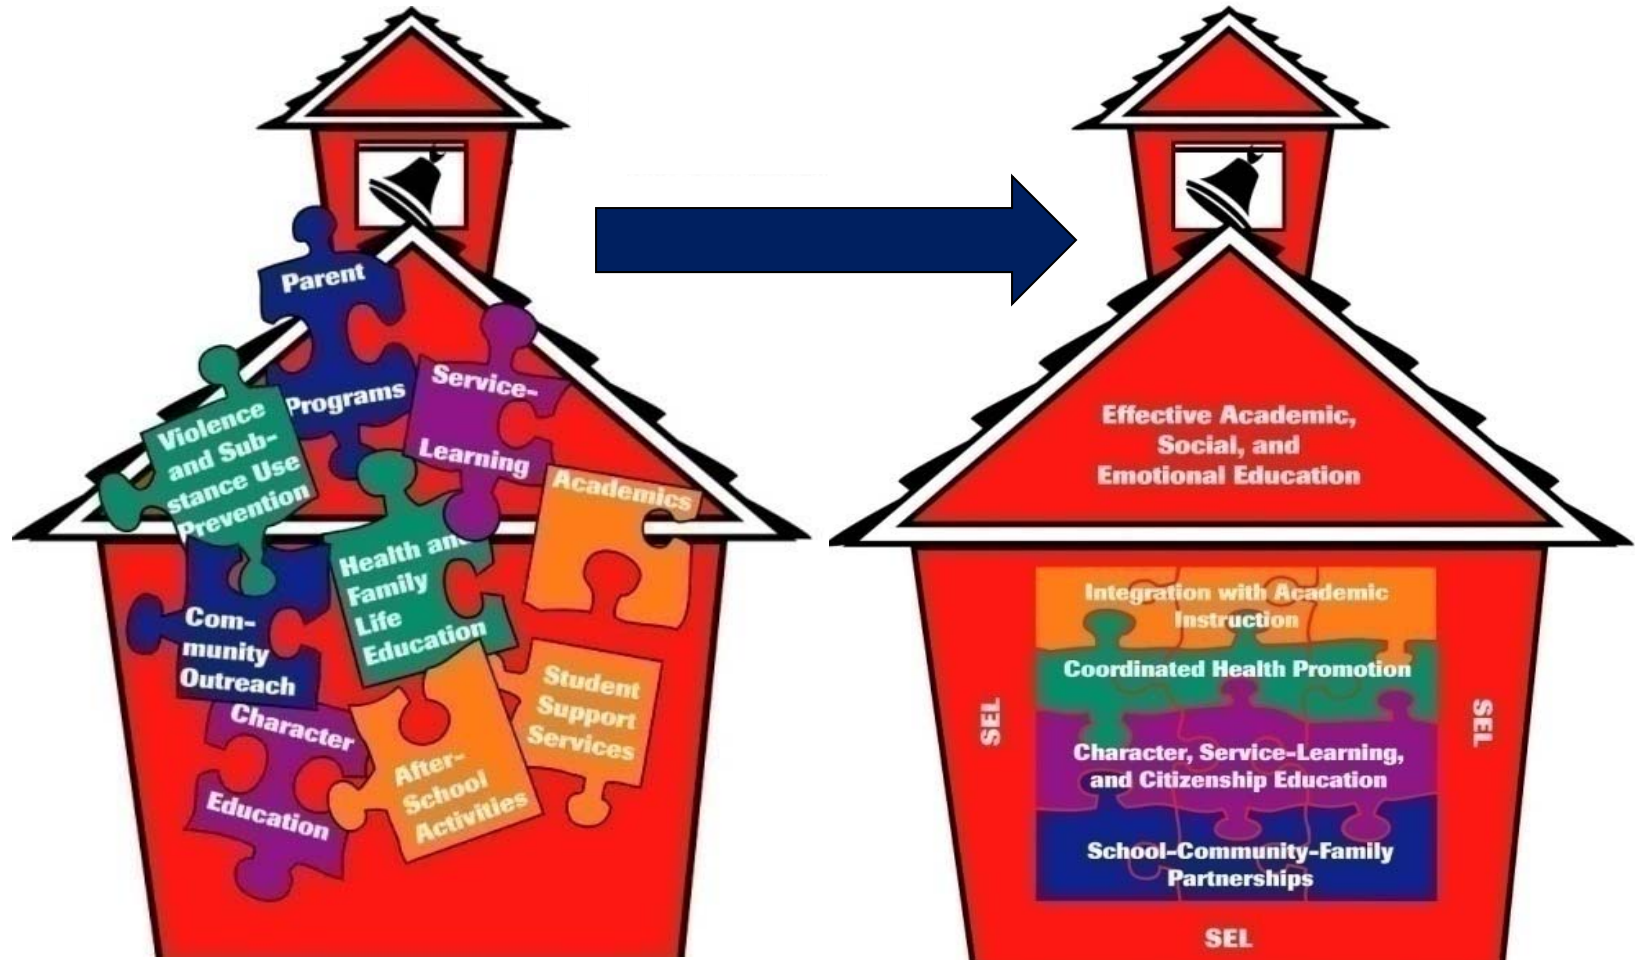 Parent
Programs
Service-
Learning
Violence
and Sub-
stance Use
Prevention
Academics
Health and
Family
Life
Education
Com-
munity
Outreach
Student
Support
Services
Character
Education
After-
School
Activities
Effective Academic,
Social, and
Emotional Education
Integration with Academic
Instruction
Coordinated Health Promotion
SEL
SEL
Character, Service-Learning,
and Citizenship Education
School-Community-Family
Partnerships
SEL